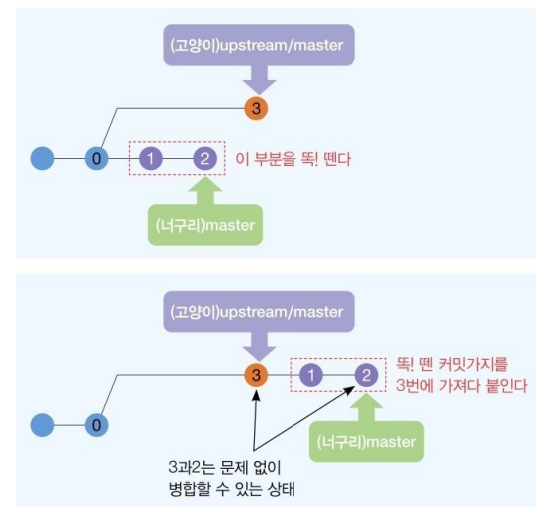 (고양이)upstream/master
3
0
1
2
이 부분을 똑! 뗀다
(너구리)master
(고양이)upstream/master
3
1
2
똑! 뗀 커밋가지를
3번에 가져다 붙인다
0
(너구리)master
3과2는 문제 없이
병합할 수 있는 상태